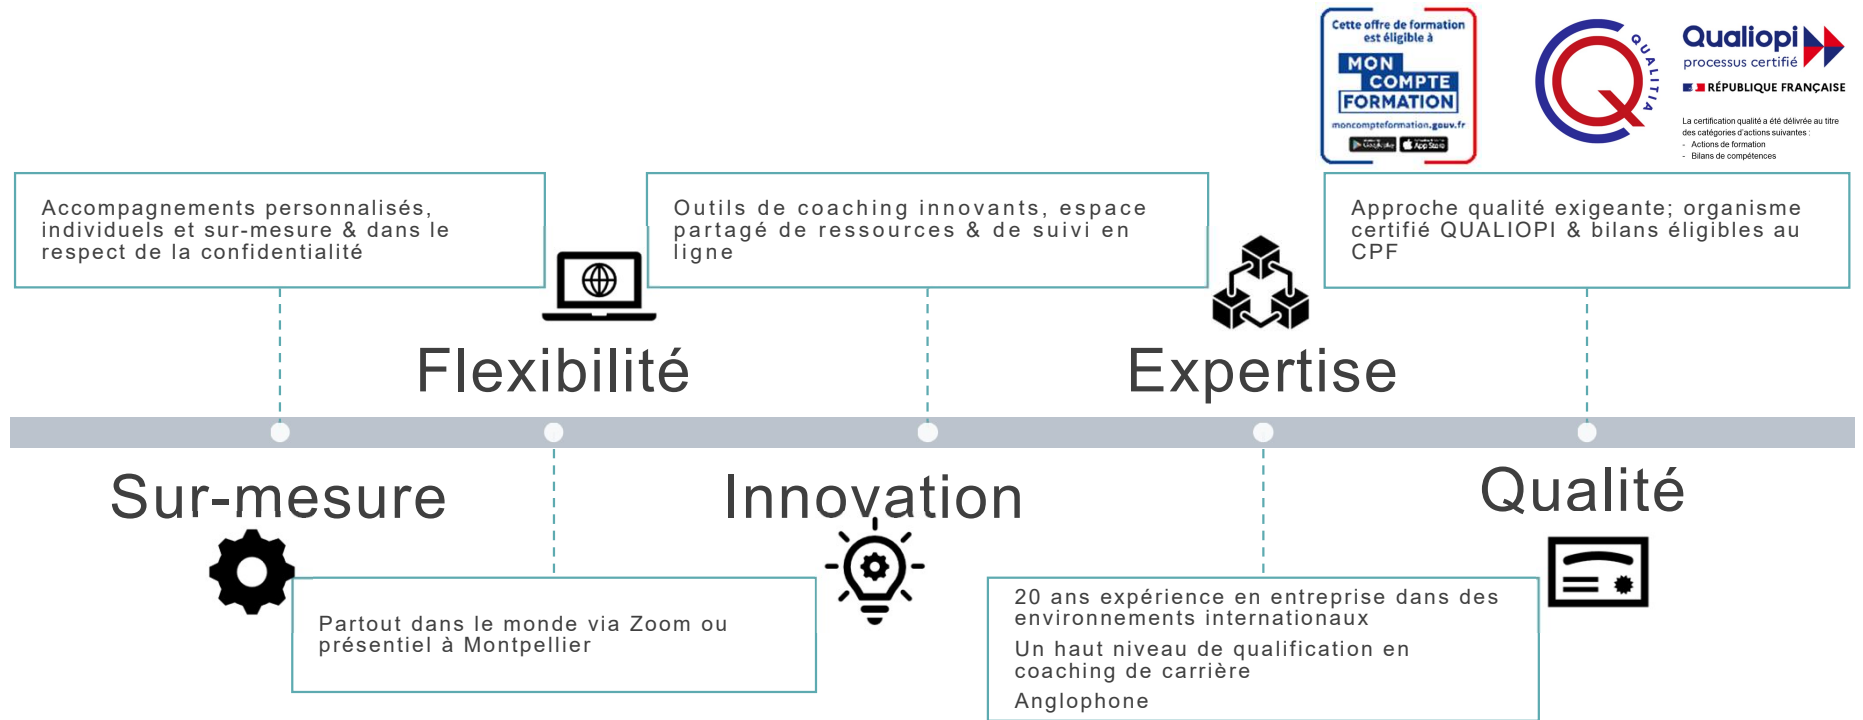 Cette offre de formation
est éligible à
MON
COMPTE
FORMATION
moncompteformation.gouv.fr
Google play
App Store
QUALITIA
Qualiopi
processus certifié
RÉPUBLIQUE FRANÇAISE
La certification qualité a été délivrée au titre
des catégories d'actions suivantes :
- Actions de formation
- Bilans de compétences
Accompagnements personnalisés,
individuels et sur-mesure & dans le
respect de la confidentialité
Outils de coaching innovants, espace
partagé de ressources & de suivi en
ligne
Approche qualité exigeante; organisme
certifié QUALIOPI & bilans éligibles au
CPF
Flexibilité
Expertise
Sur-mesure
Innovation
Qualité
Partout dans le monde via Zoom ou
présentiel à Montpellier
20 ans expérience en entreprise dans des
environnements internationaux
Un haut niveau de qualification en
coaching de carrière
Anglophone